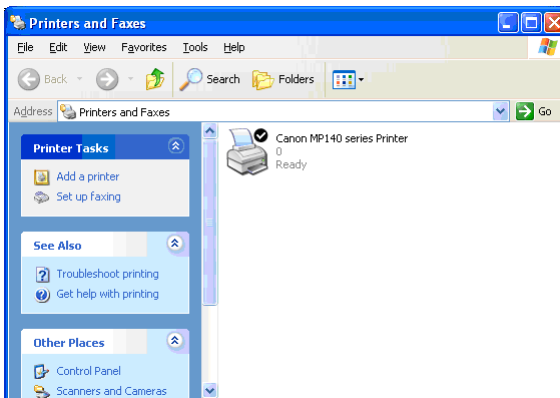 Printers and Faxes
File Edit View Favorites Tools Help
Back Search Folders
Address Printers and Faxes Go
Printer Tasks
Add a printer
Set up faxing
See Also
Troubleshoot printing
Get help with printing
Other Places
Control Panel
Scanners and Cameras
Canon MP140 series Printer
0
Ready